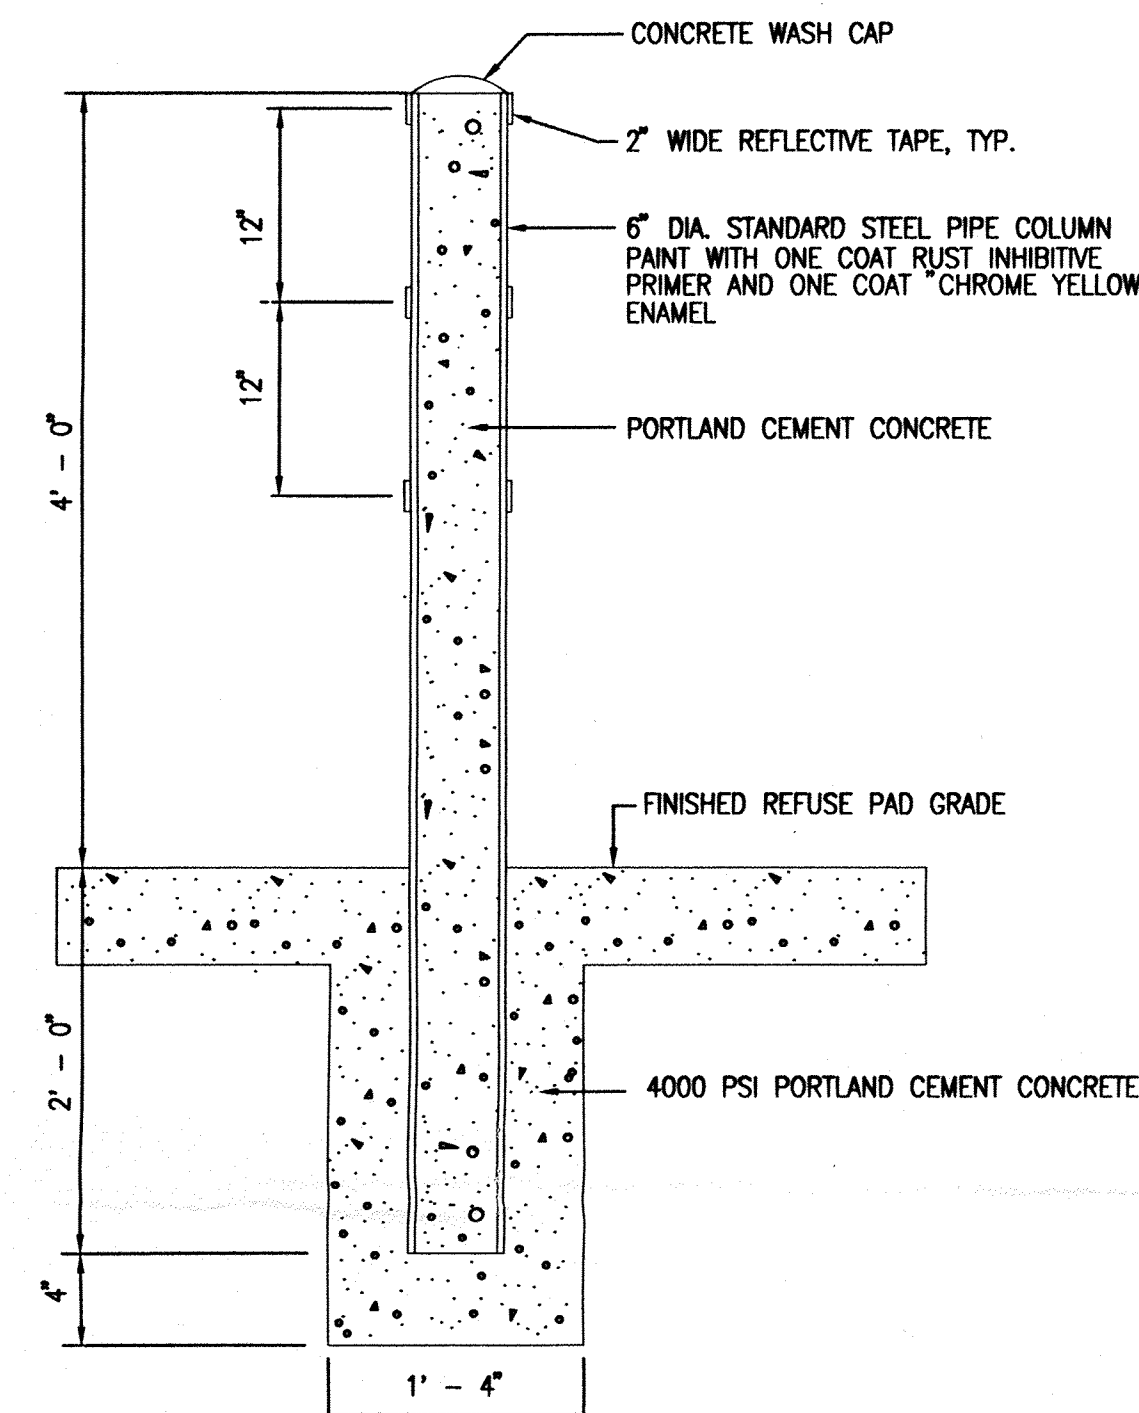 CONCRETE WASH CAP
2" WIDE REFLECTIVE TAPE, TYP.
12"
6" DIA. STANDARD STEEL PIPE COLUMN
PAINT WITH ONE COAT RUST INHIBITIVE
PRIMER AND ONE COAT "CHROME YELLOW
ENAMEL
12"
4' - 0"
PORTLAND CEMENT CONCRETE
FINISHED REFUSE PAD GRADE
2' - 0"
4000 PSI PORTLAND CEMENT CONCRETE
4"
1' - 4"